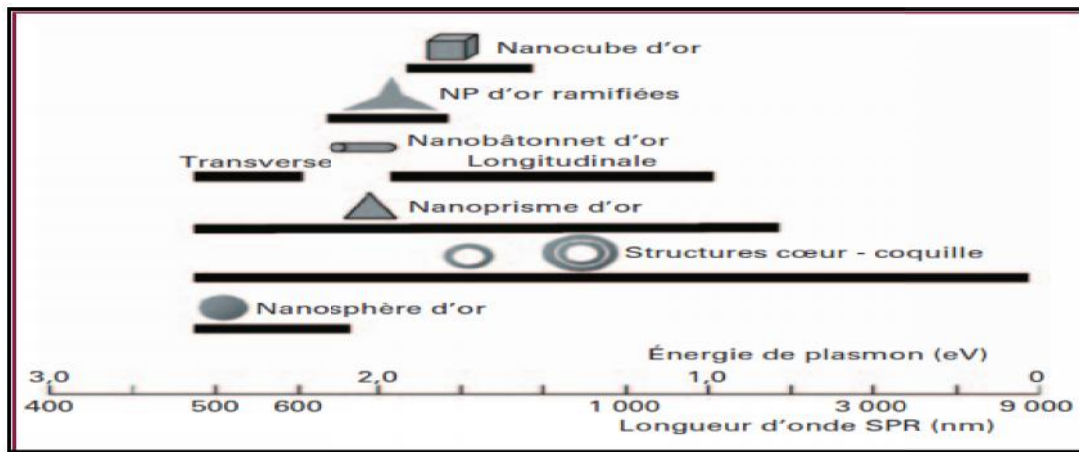 Nanocube d'or
NP d'or ramifiées
Nanobâtonnet d'or
Transverse
Longitudinale
Nanoprisme d'or
Structures cœur - coquille
Nanosphère d'or
Énergie de plasmon (eV)
3,0 2,0 1,0 0
400 500 600 1 000 3 000 9 000
Longueur d'onde SPR (nm)